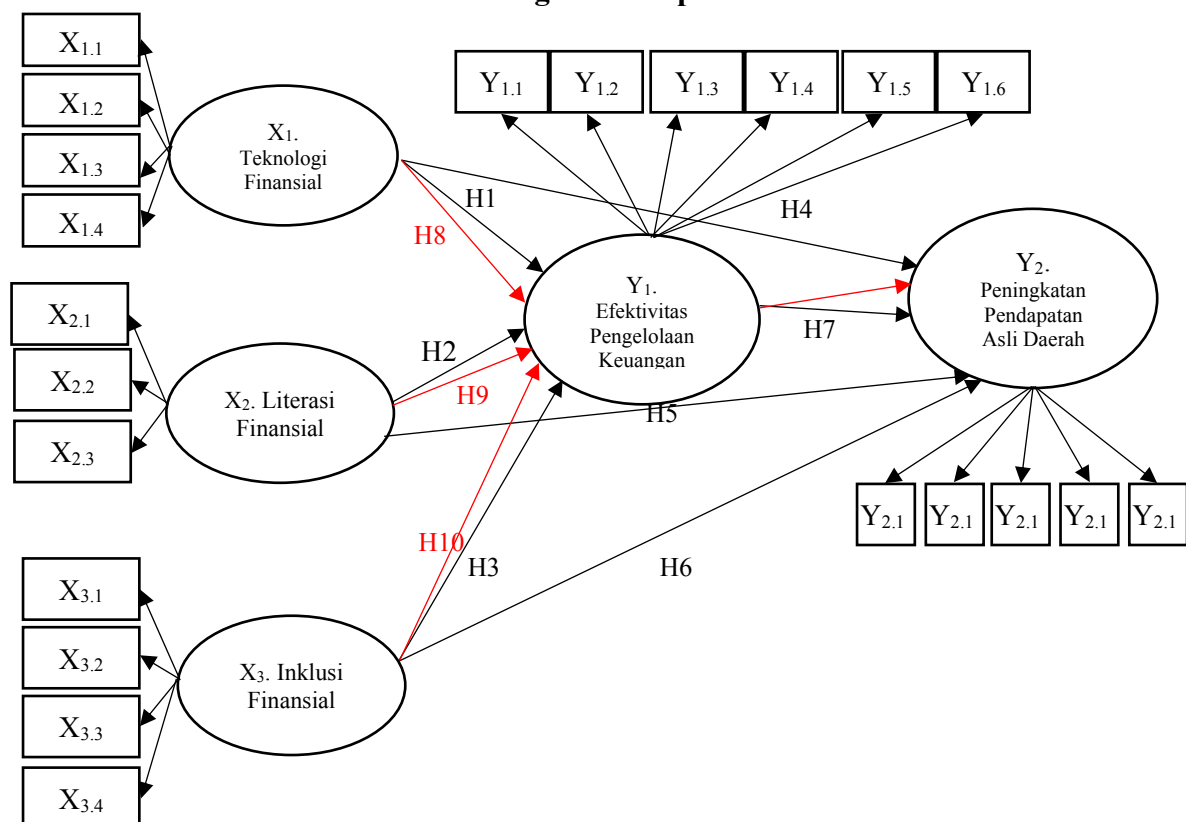 X1.1
X1.2
X1.3
X1.4
X1.
Teknologi
Finansial
Y1.1 Y1.2 Y1.3 Y1.4 Y1.5 Y1.6
H1
H8
H4
X2.1
X2.2
X2.3
X2. Literasi
Finansial
H2
H9
Y1.
Efektivitas
Pengelolaan
Keuangan
H7
H5
Y2.
Peningkatan
Pendapatan
Asli Daerah
Y2.1 Y2.1 Y2.1 Y2.1 Y2.1
H10
H3
H6
X3.1
X3.2
X3.3
X3.4
X3. Inklusi
Finansial